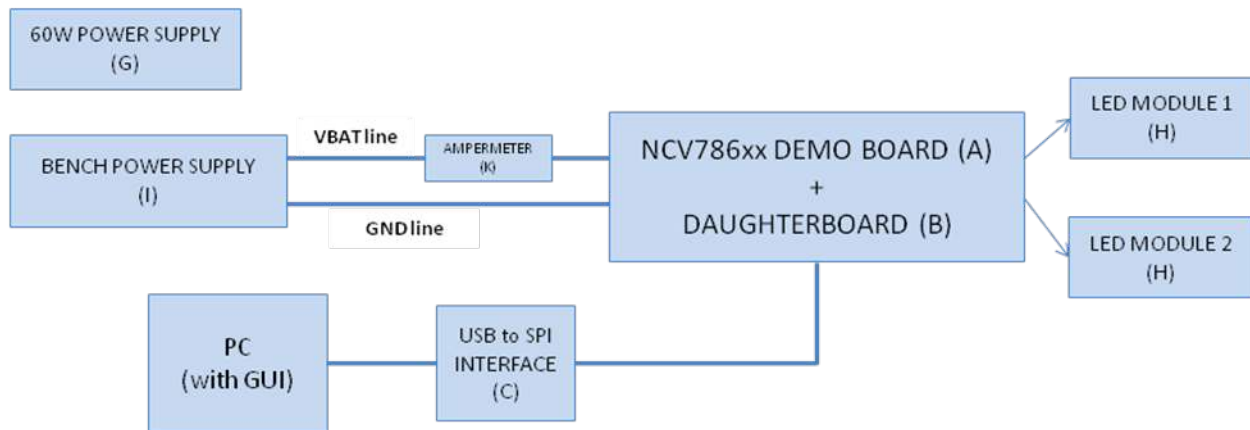 60W POWER SUPPLY
(G)
BENCH POWER SUPPLY
(I)
VBAT line
AMPERMETER
(K)
GND line
NCV786xx DEMO BOARD (A)
+
DAUGHTERBOARD (B)
LED MODULE 1
(H)
LED MODULE 2
(H)
PC
(with GUI)
USB to SPI
INTERFACE
(C)